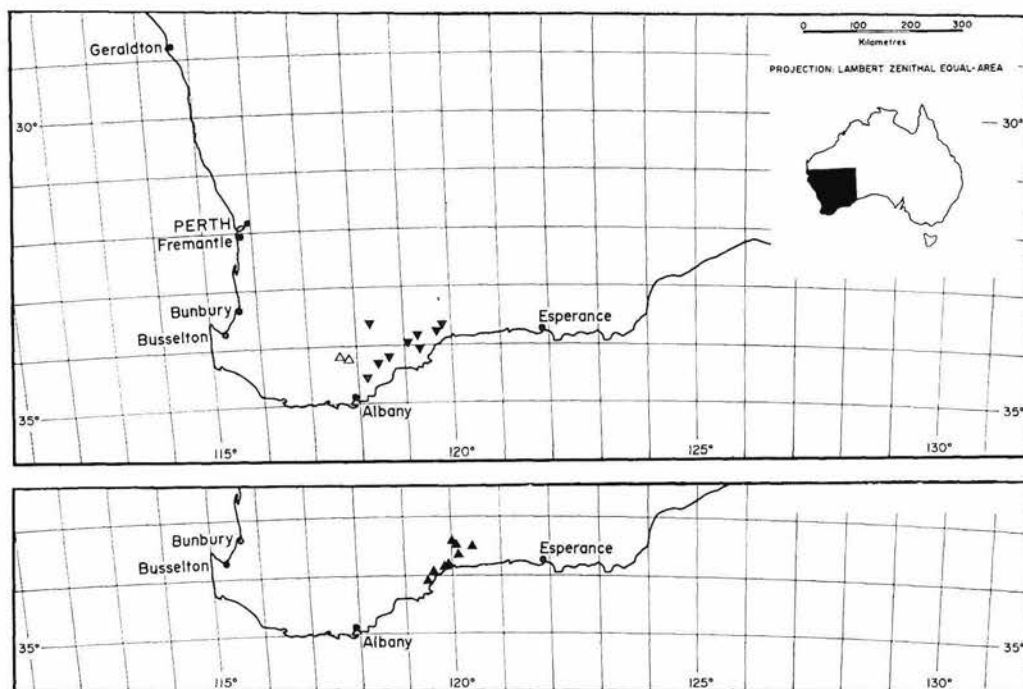 0 100 200 300
Kilometres
PROJECTION: LAMBERT ZENITHAL EQUAL-AREA
Geraldton
30° 30°
PERTH
Fremantle
Bunbury
Busselton
Esperance
Albany
35° 35°
115° 120° 125° 130°
Bunbury
Busselton
Esperance
Albany
35° 35°
115° 120° 125° 130°